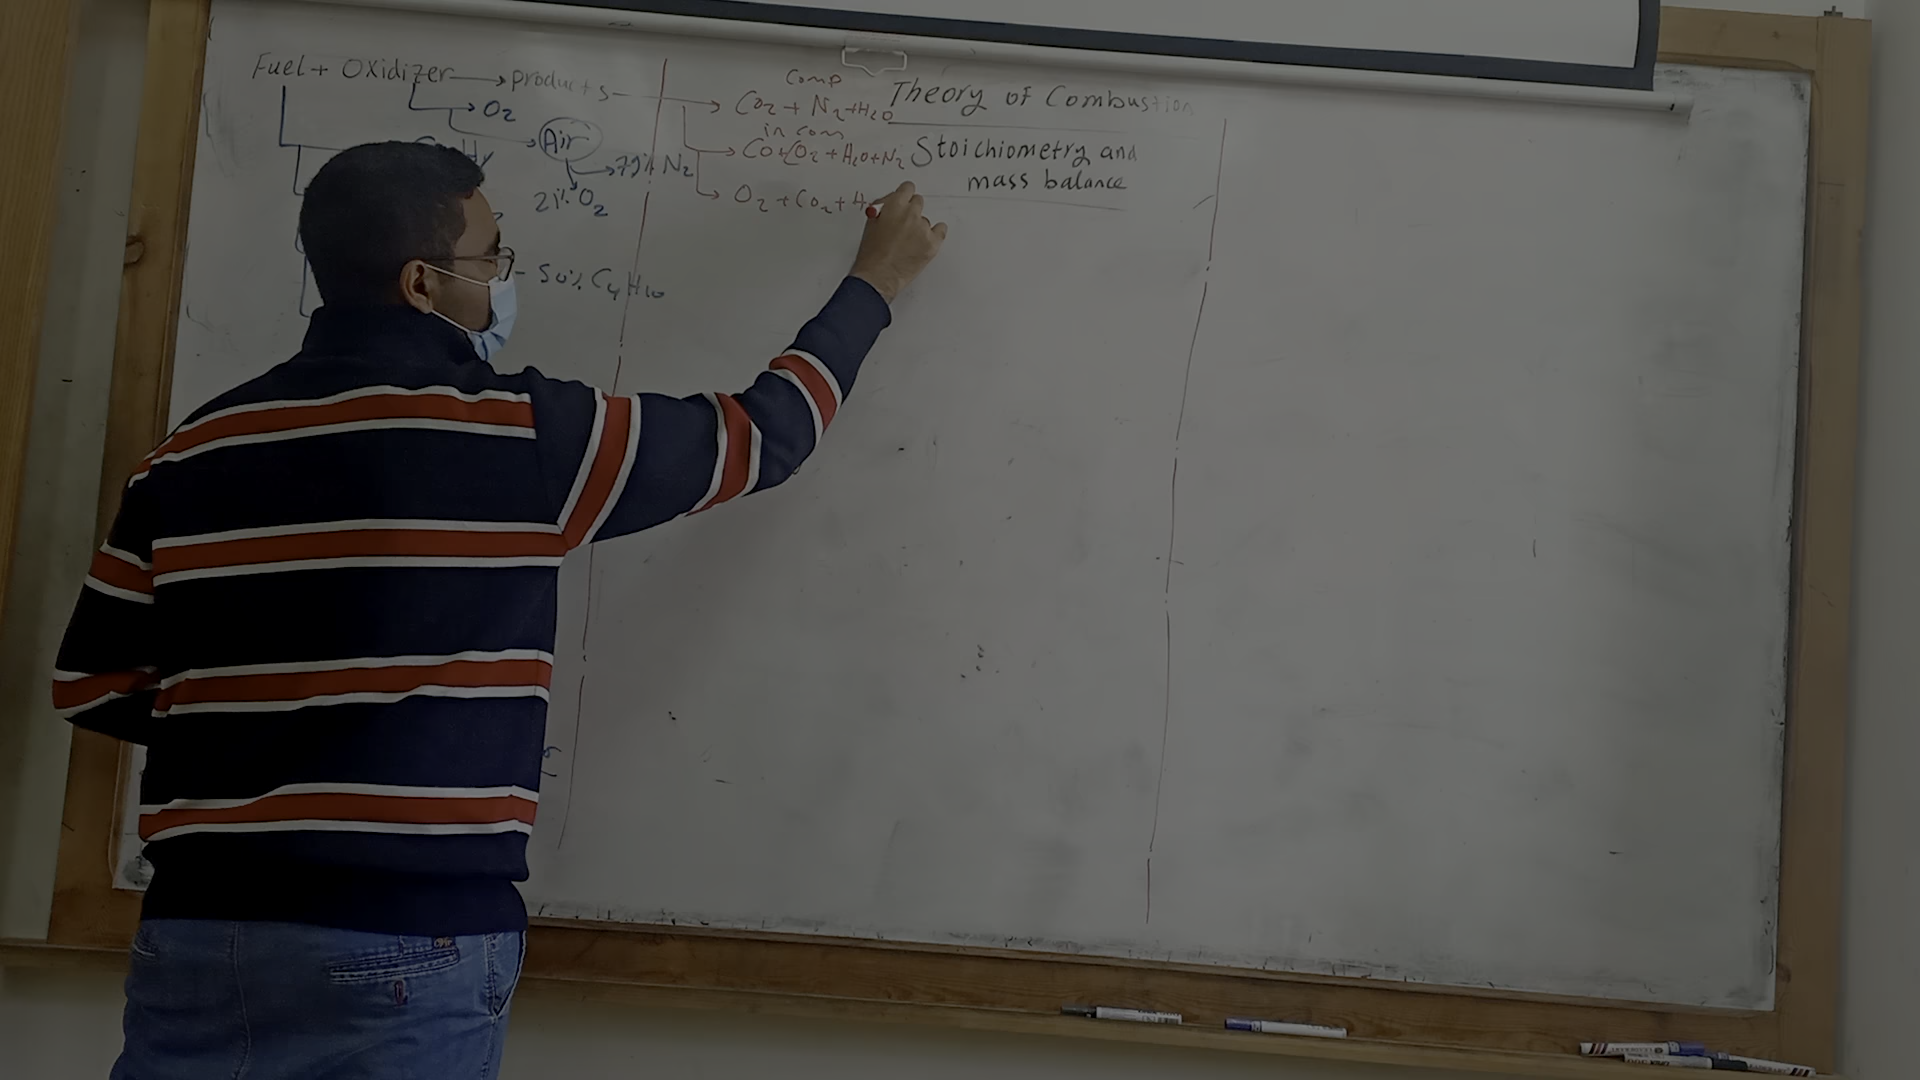 Fuel + Oxidizer → products
→ O2
→ Air
→ 79% N2
21% O2
- 50% C4H10
Comp
→ CO2 + N2 + H2O
in com
→ CO + CO2 + H2O + N2
→ O2 + CO2 + H
Theory of Combustion
Stoichiometry and
mass balance